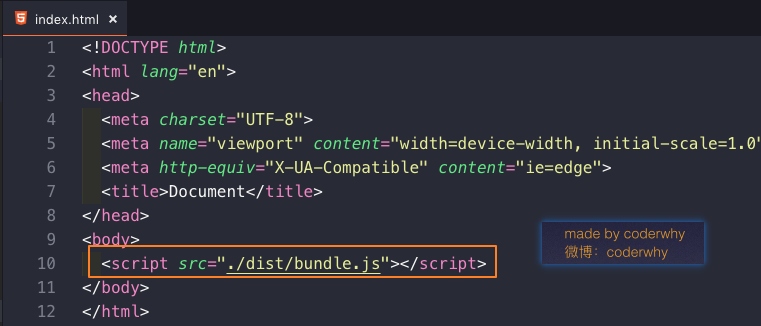 index.html ×
1 <!DOCTYPE html>
2 <html lang="en">
3 <head>
4 <meta charset="UTF-8">
5 <meta name="viewport" content="width=device-width, initial-scale=1.0"
6 <meta http-equiv="X-UA-Compatible" content="ie=edge">
7 <title>Document</title>
8 </head>
9 <body>
made by coderwhy
微博：coderwhy
10 <script src="./dist/bundle.js"></script>
11 </body>
12 </html>